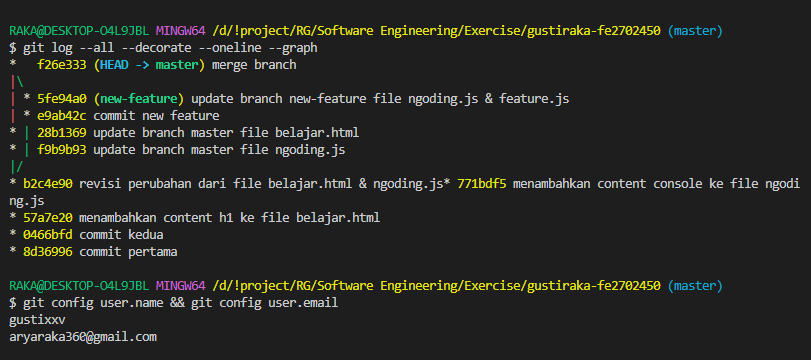 RAKA@DESKTOP-O4L9JBL MINGW64 /d/!project/RG/Software Engineering/Exercise/gustiraka-fe2702450 (master)
$ git log --all --decorate --oneline --graph
*   f26e333 (HEAD -> master) merge branch
|\
| * 5fe94a0 (new-feature) update branch new-feature file ngoding.js & feature.js
| * e9ab42c commit new feature
* | 28b1369 update branch master file belajar.html
* | f9b9b93 update branch master file ngoding.js
|/
* b2c4e90 revisi perubahan dari file belajar.html & ngoding.js* 771bdf5 menambahkan content console ke file ngodi
ng.js
* 57a7e20 menambahkan content h1 ke file belajar.html
* 0466bfd commit kedua
* 8d36996 commit pertama
RAKA@DESKTOP-O4L9JBL MINGW64 /d/!project/RG/Software Engineering/Exercise/gustiraka-fe2702450 (master)
$ git config user.name && git config user.email
gustixxv
aryaraka360@gmail.com